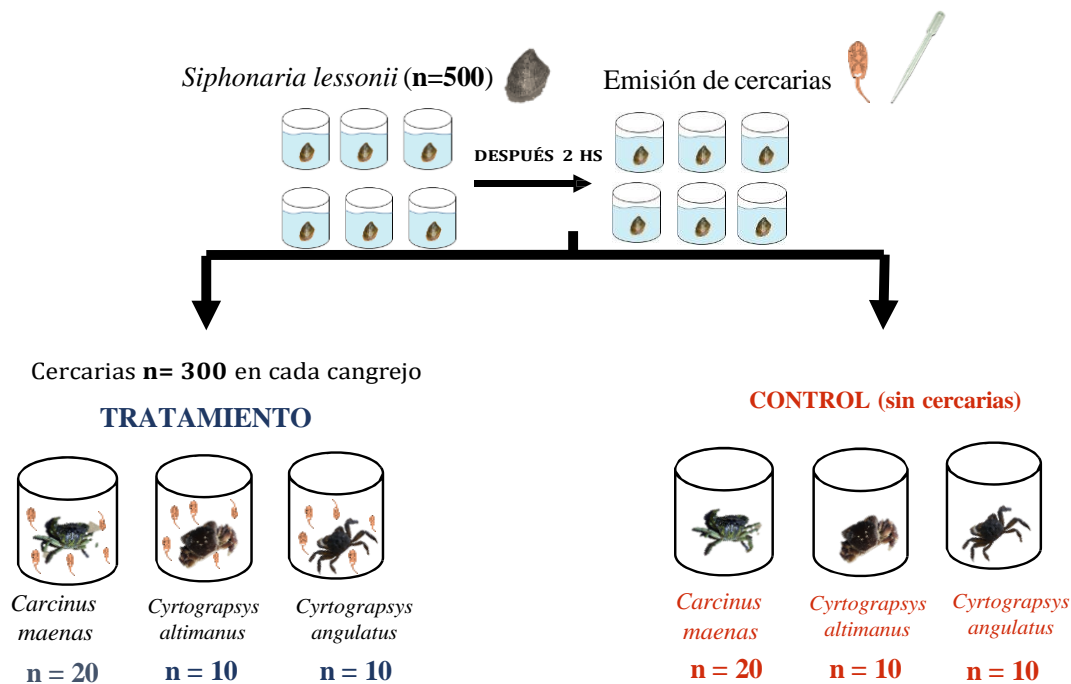 Siphonaria lessonii (n=500)
Emisión de cercarias
DESPUÉS 2 HS
Cercarias n= 300 en cada cangrejo
TRATAMIENTO
CONTROL (sin cercarias)
Carcinus
maenas
n = 20
Cyrtograpsys
altimanus
n = 10
Cyrtograpsys
angulatus
n = 10
Carcinus
maenas
n = 20
Cyrtograpsys
altimanus
n = 10
Cyrtograpsys
angulatus
n = 10